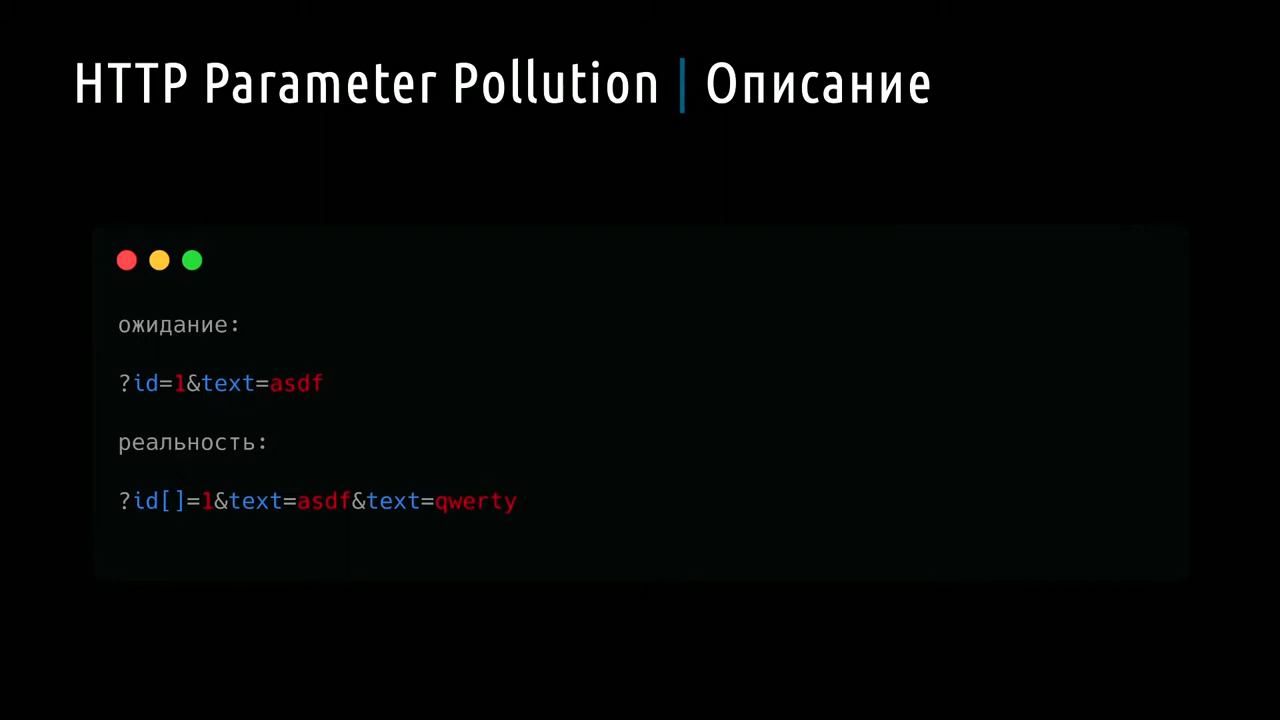 HTTP Parameter Pollution | Описание
ожидание:
?id=1&text=asdf
реальность:
?id[]=1&text=asdf&text=qwerty